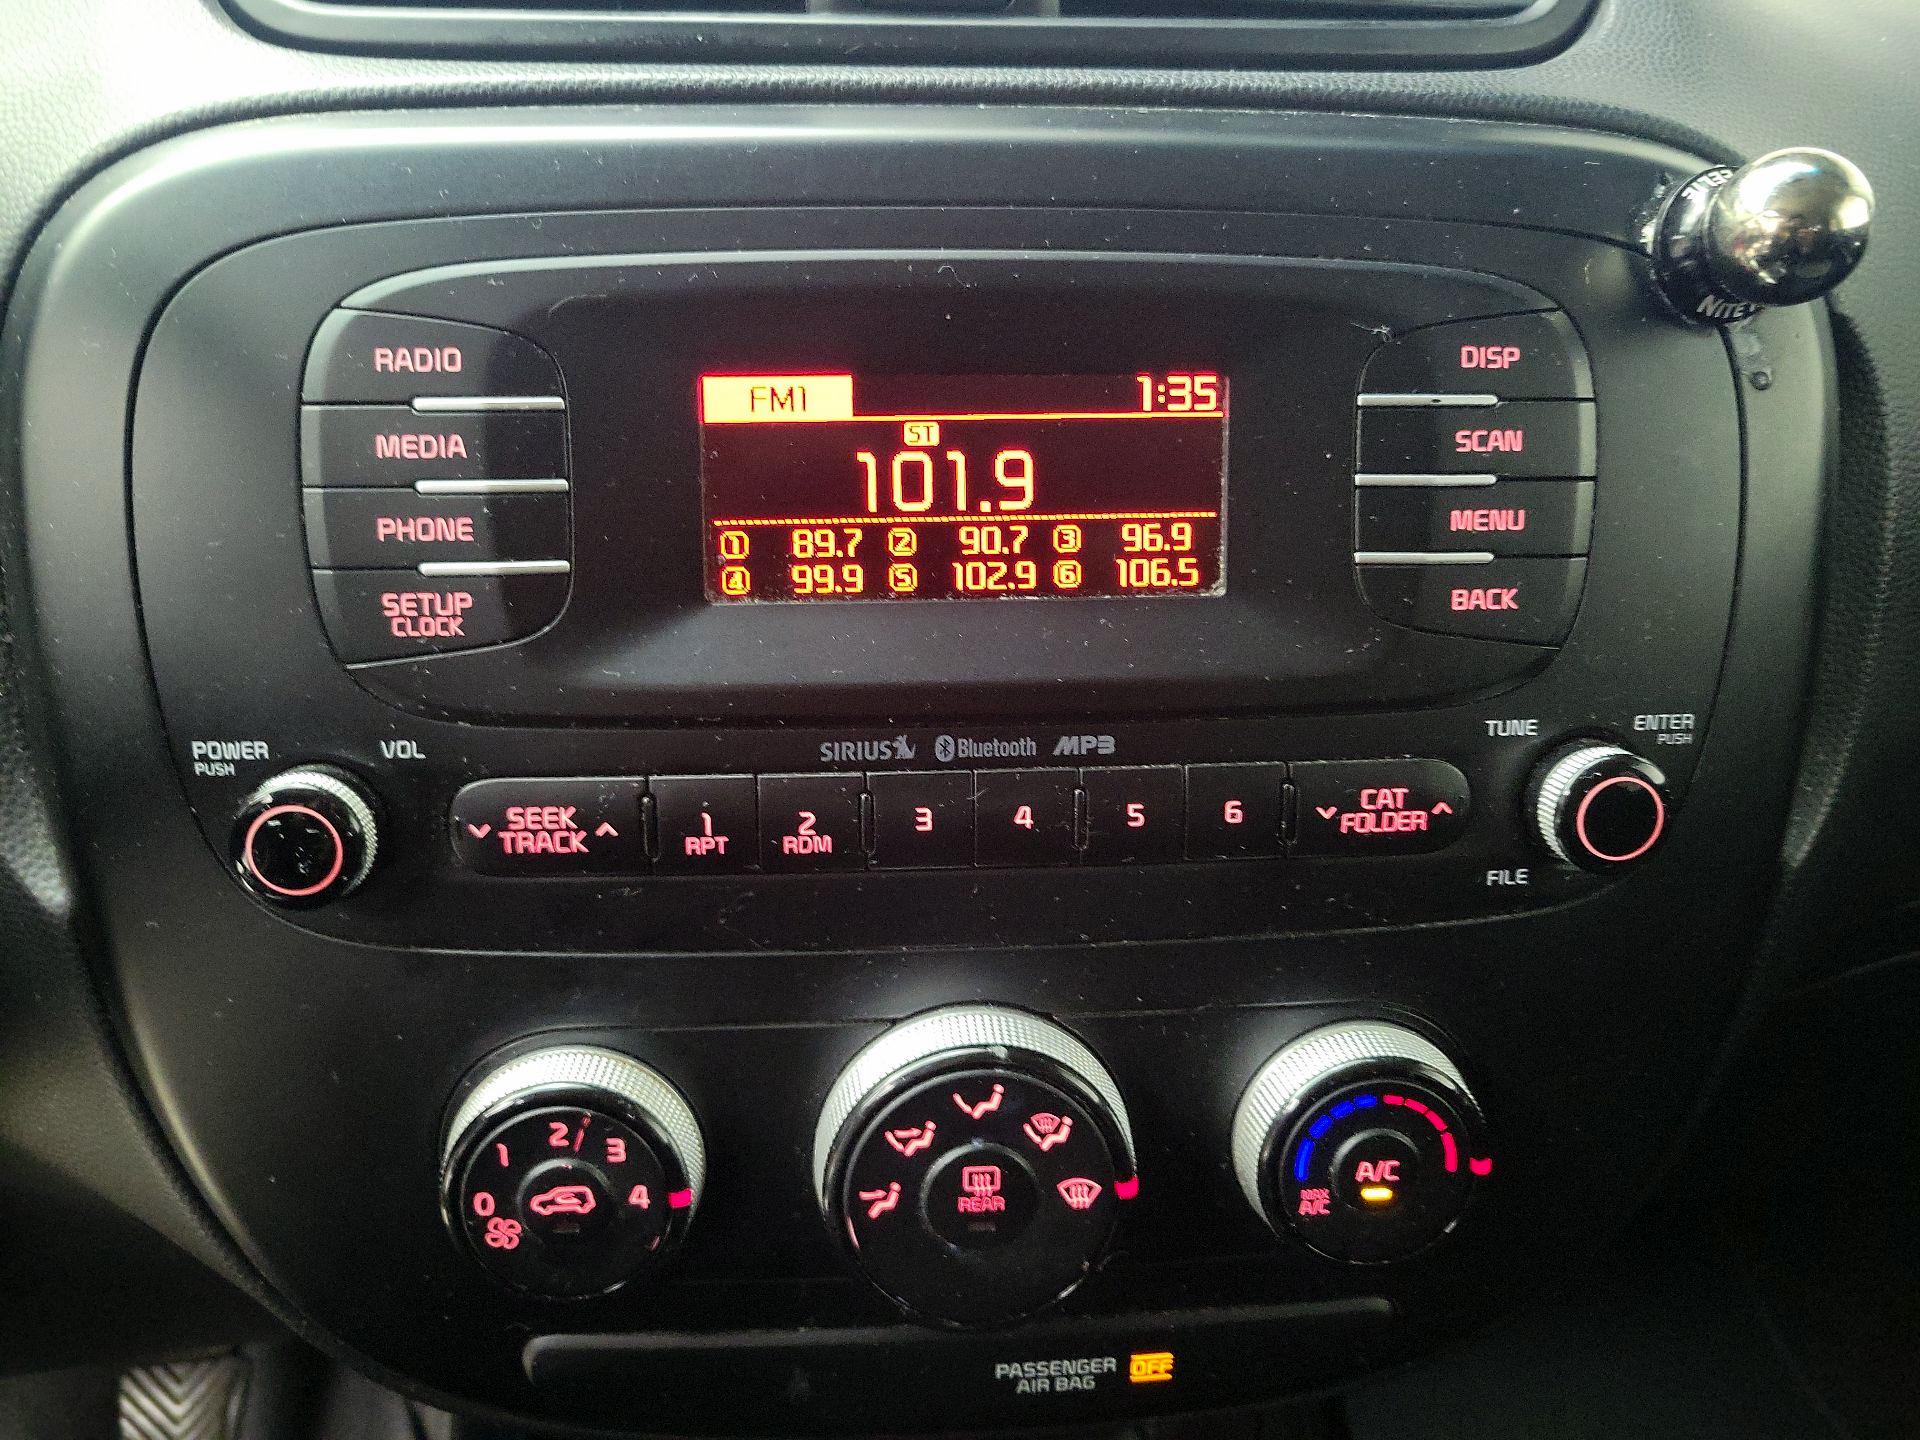 RADIO
MEDIA
PHONE
SETUP
CLOCK
FM1 1:35
ST
101.9
1 89.7 2 90.7 3 96.9
4 99.9 5 102.9 6 106.5
DISP
SCAN
MENU
BACK
NITE
POWER
PUSH
VOL
SIRIUS Bluetooth MP3
TUNE
ENTER
PUSH
FILE
SEEK
TRACK
1
RPT
2
RDM
3
4
5
6
CAT
FOLDER
0 1 2 3 4
REAR
A/C
MAX
A/C
PASSENGER
AIR BAG
OFF